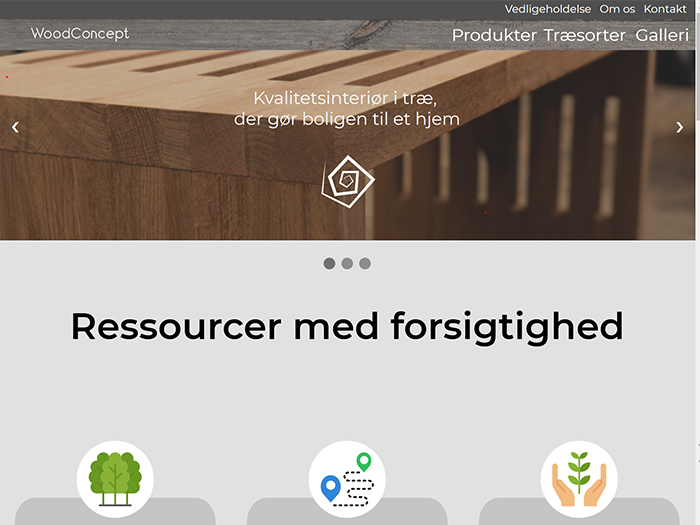 Vedligeholdelse Om os Kontakt
WoodConcept
Produkter Træsorter Galleri
Kvalitetsinteriør i træ,
der gør boligen til et hjem
Ressourcer med forsigtighed